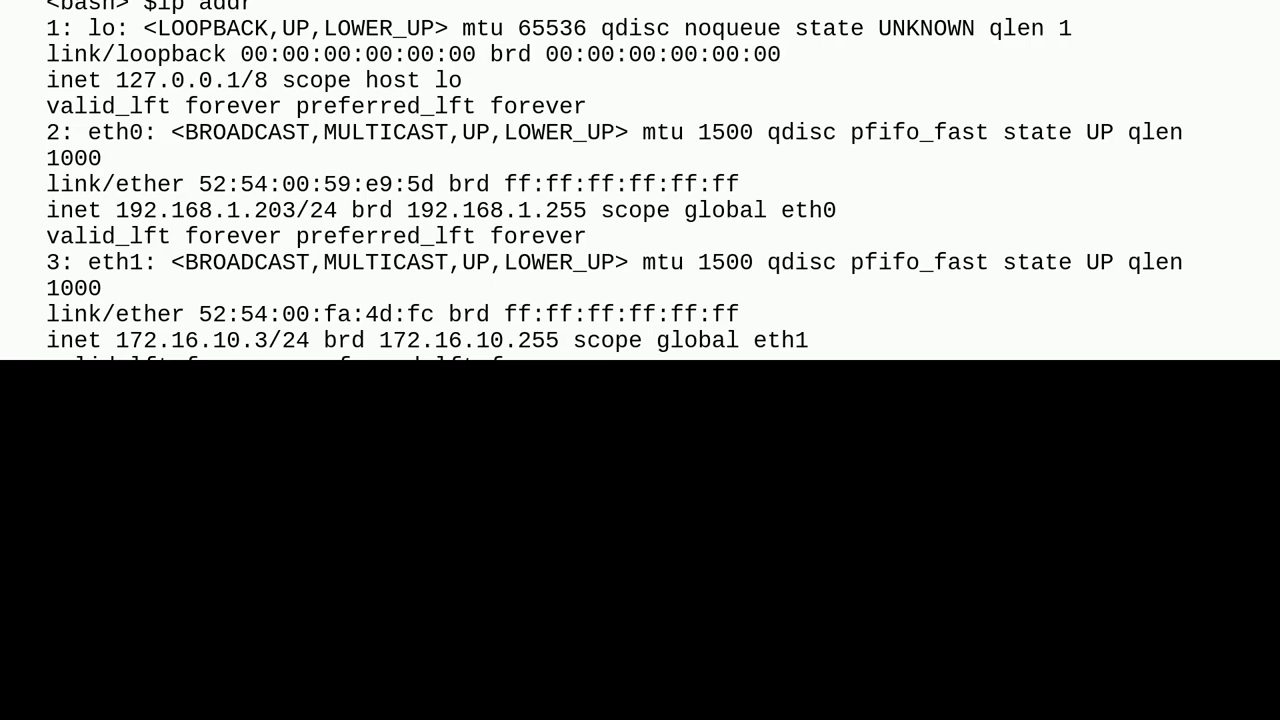 <bash> $ip addr
1: lo: <LOOPBACK,UP,LOWER_UP> mtu 65536 qdisc noqueue state UNKNOWN qlen 1
link/loopback 00:00:00:00:00:00 brd 00:00:00:00:00:00
inet 127.0.0.1/8 scope host lo
valid_lft forever preferred_lft forever
2: eth0: <BROADCAST,MULTICAST,UP,LOWER_UP> mtu 1500 qdisc pfifo_fast state UP qlen
1000
link/ether 52:54:00:59:e9:5d brd ff:ff:ff:ff:ff:ff
inet 192.168.1.203/24 brd 192.168.1.255 scope global eth0
valid_lft forever preferred_lft forever
3: eth1: <BROADCAST,MULTICAST,UP,LOWER_UP> mtu 1500 qdisc pfifo_fast state UP qlen
1000
link/ether 52:54:00:fa:4d:fc brd ff:ff:ff:ff:ff:ff
inet 172.16.10.3/24 brd 172.16.10.255 scope global eth1